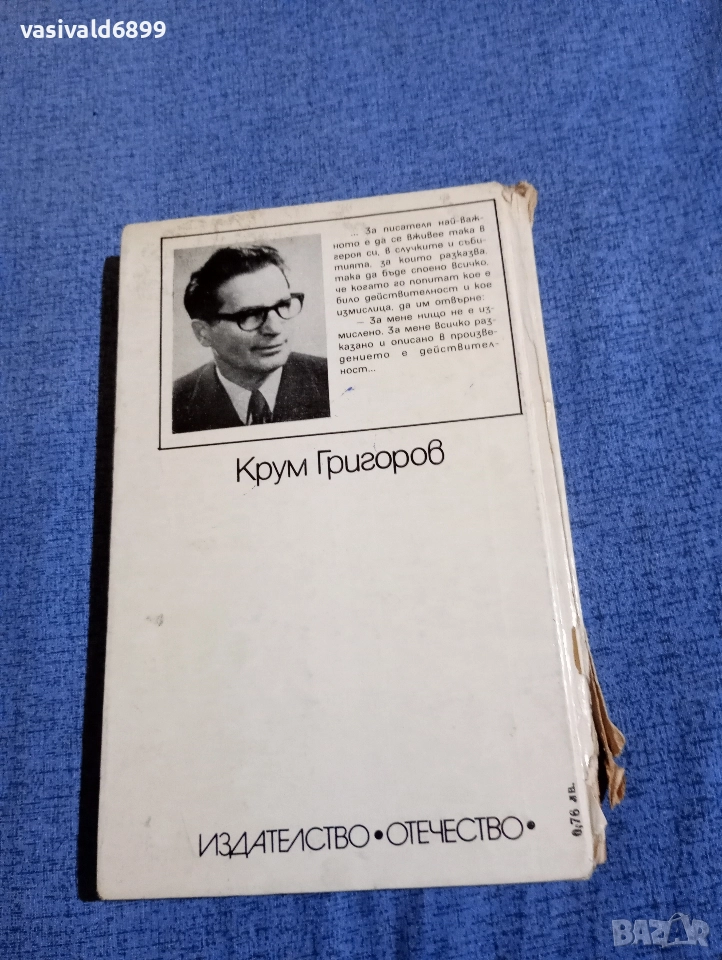 vasivald6899
... За писателя най-важ-
ното е да се вживее така в
героя си, в случките и съби-
тията, за които разказва,
така да бъде споено всичко,
че когато го попитат кое е
било действителност и кое
измислица, да им отвърне:
– За мене нищо не е из-
мислено. За мене всичко раз-
казано и описано в произве-
дението е действител-
ност...
Крум Григоров
ИЗДАТЕЛСТВО•ОТЕЧЕСТВО•
0,76 лв.
BAZAR